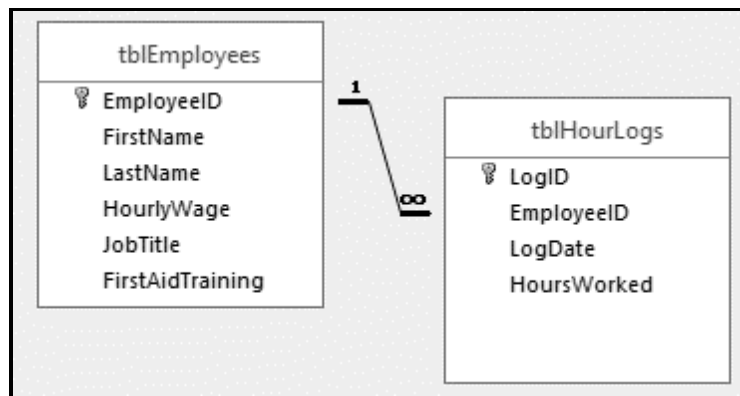 tblEmployees
EmployeeID
FirstName
LastName
HourlyWage
JobTitle
FirstAidTraining
1
∞
tblHourLogs
LogID
EmployeeID
LogDate
HoursWorked